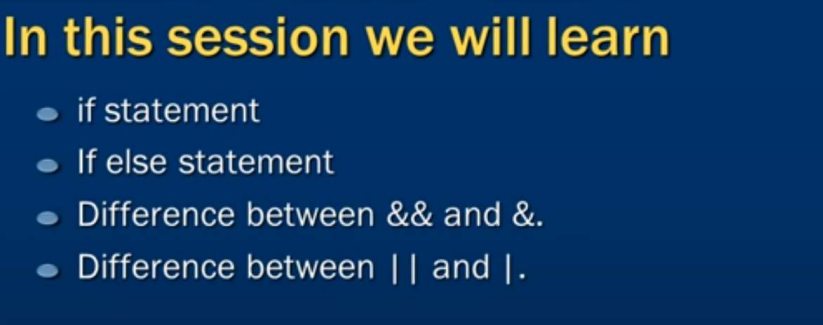 In this session we will learn
if statement
If else statement
Difference between && and &.
Difference between || and |.